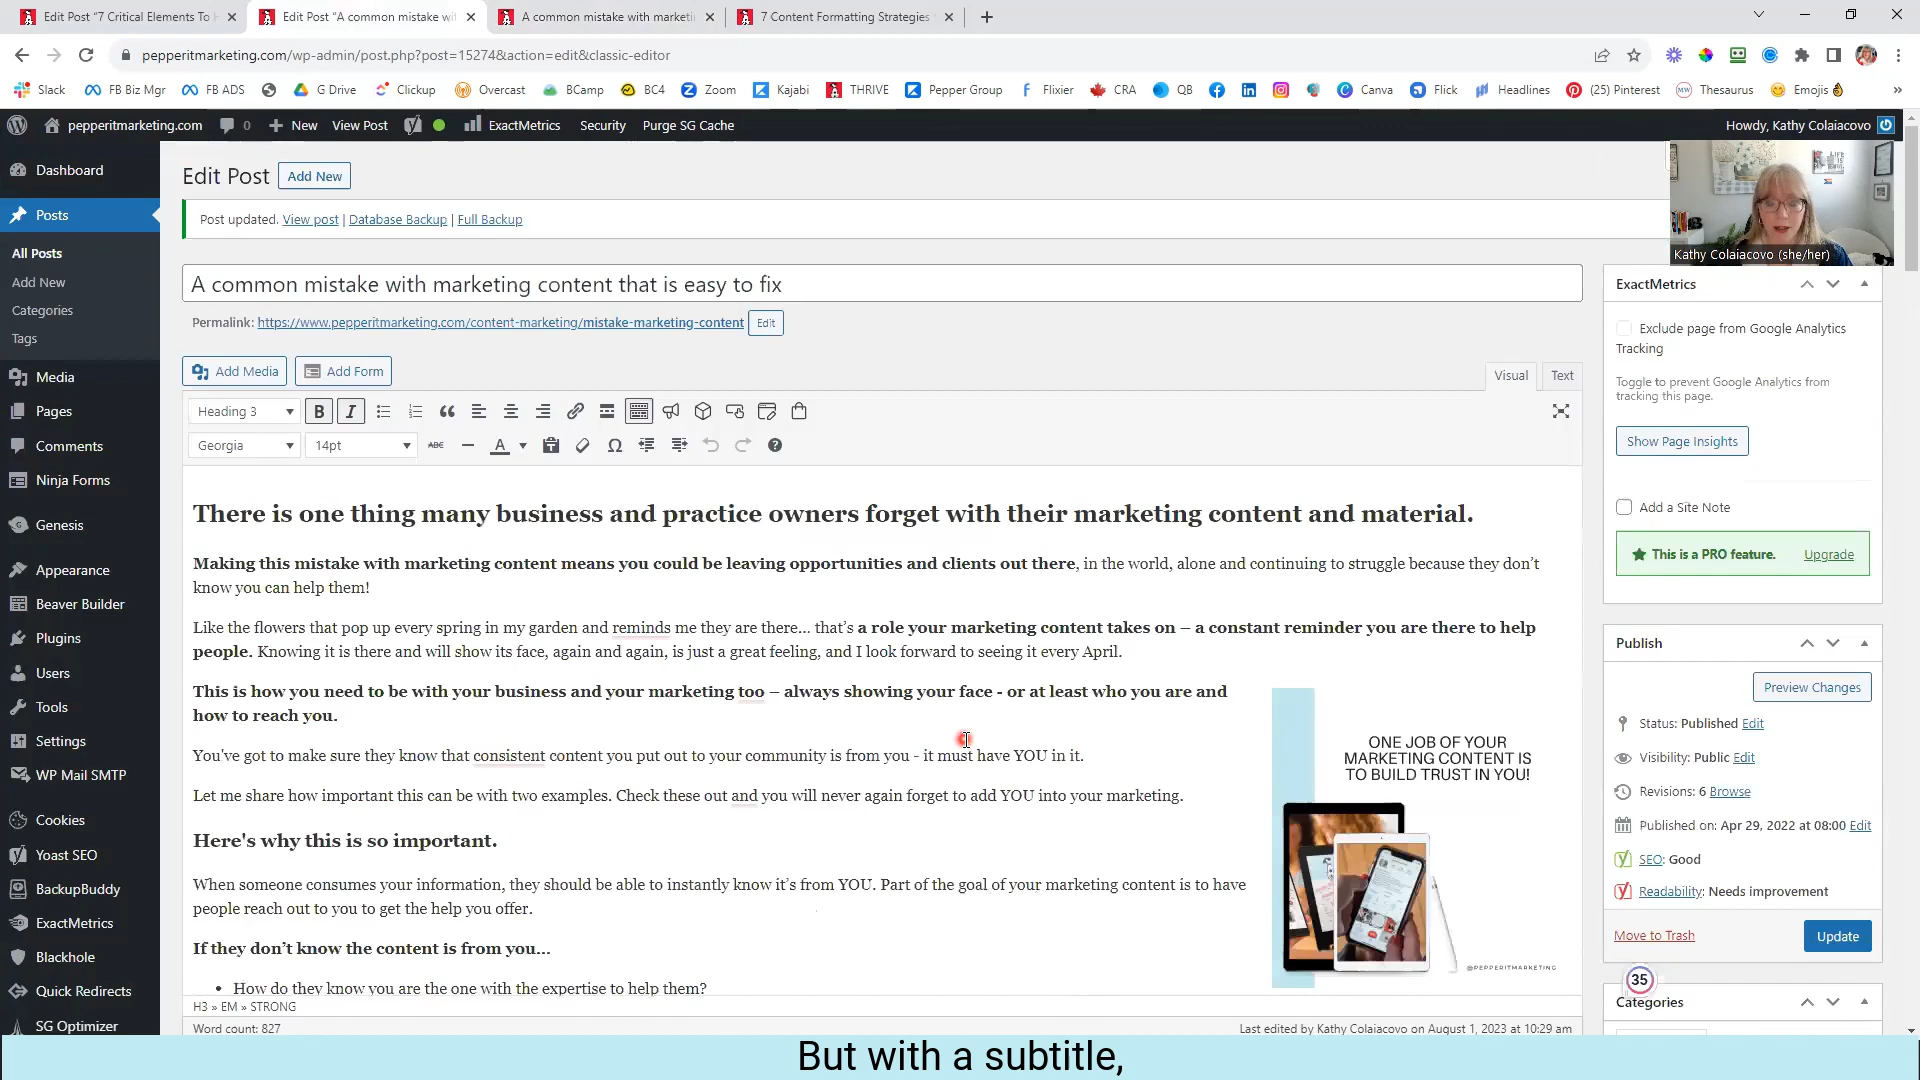 Edit Post "7 Critical Elements To H
Edit Post "A common mistake wit
A common mistake with marketi
7 Content Formatting Strategies
pepperitmarketing.com/wp-admin/post.php?post=15274&action=edit&classic-editor
Slack FB Biz Mgr FB ADS G Drive Clickup Overcast BCamp BC4 Zoom Kajabi THRIVE Pepper Group Flixier CRA QB Canva Flick Headlines (25) Pinterest Thesaurus Emojis »
pepperitmarketing.com 0 New View Post ExactMetrics Security Purge SG Cache Howdy, Kathy Colaiacovo
Dashboard
Posts
All Posts
Add New
Categories
Tags
Media
Pages
Comments
Ninja Forms
Genesis
Appearance
Beaver Builder
Plugins
Users
Tools
Settings
WP Mail SMTP
Cookies
Yoast SEO
BackupBuddy
ExactMetrics
Blackhole
Quick Redirects
SG Optimizer
Edit Post Add New
Post updated. View post | Database Backup | Full Backup
A common mistake with marketing content that is easy to fix
Permalink: https://www.pepperitmarketing.com/content-marketing/mistake-marketing-content Edit
Add Media Add Form
Visual Text
Heading 3 B I
Georgia 14pt ABC A Ω
There is one thing many business and practice owners forget with their marketing content and material.
Making this mistake with marketing content means you could be leaving opportunities and clients out there, in the world, alone and continuing to struggle because they don’t
know you can help them!
Like the flowers that pop up every spring in my garden and reminds me they are there... that’s a role your marketing content takes on – a constant reminder you are there to help
people. Knowing it is there and will show its face, again and again, is just a great feeling, and I look forward to seeing it every April.
This is how you need to be with your business and your marketing too – always showing your face - or at least who you are and
how to reach you.
You've got to make sure they know that consistent content you put out to your community is from you - it must have YOU in it.
Let me share how important this can be with two examples. Check these out and you will never again forget to add YOU into your marketing.
Here's why this is so important.
When someone consumes your information, they should be able to instantly know it’s from YOU. Part of the goal of your marketing content is to have
people reach out to you to get the help you offer.
If they don’t know the content is from you...
• How do they know you are the one with the expertise to help them?
ONE JOB OF YOUR
MARKETING CONTENT IS
TO BUILD TRUST IN YOU!
@PEPPERITMARKETING
H3 » EM » STRONG
Word count: 827
Last edited by Kathy Colaiacovo on August 1, 2023 at 10:29 am
Kathy Colaiacovo (she/her)
ExactMetrics
Exclude page from Google Analytics
Tracking
Toggle to prevent Google Analytics from
tracking this page.
Show Page Insights
Add a Site Note
This is a PRO feature. Upgrade
Publish
Preview Changes
Status: Published Edit
Visibility: Public Edit
Revisions: 6 Browse
Published on: Apr 29, 2022 at 08:00 Edit
SEO: Good
Readability: Needs improvement
Move to Trash Update
35
Categories
But with a subtitle,